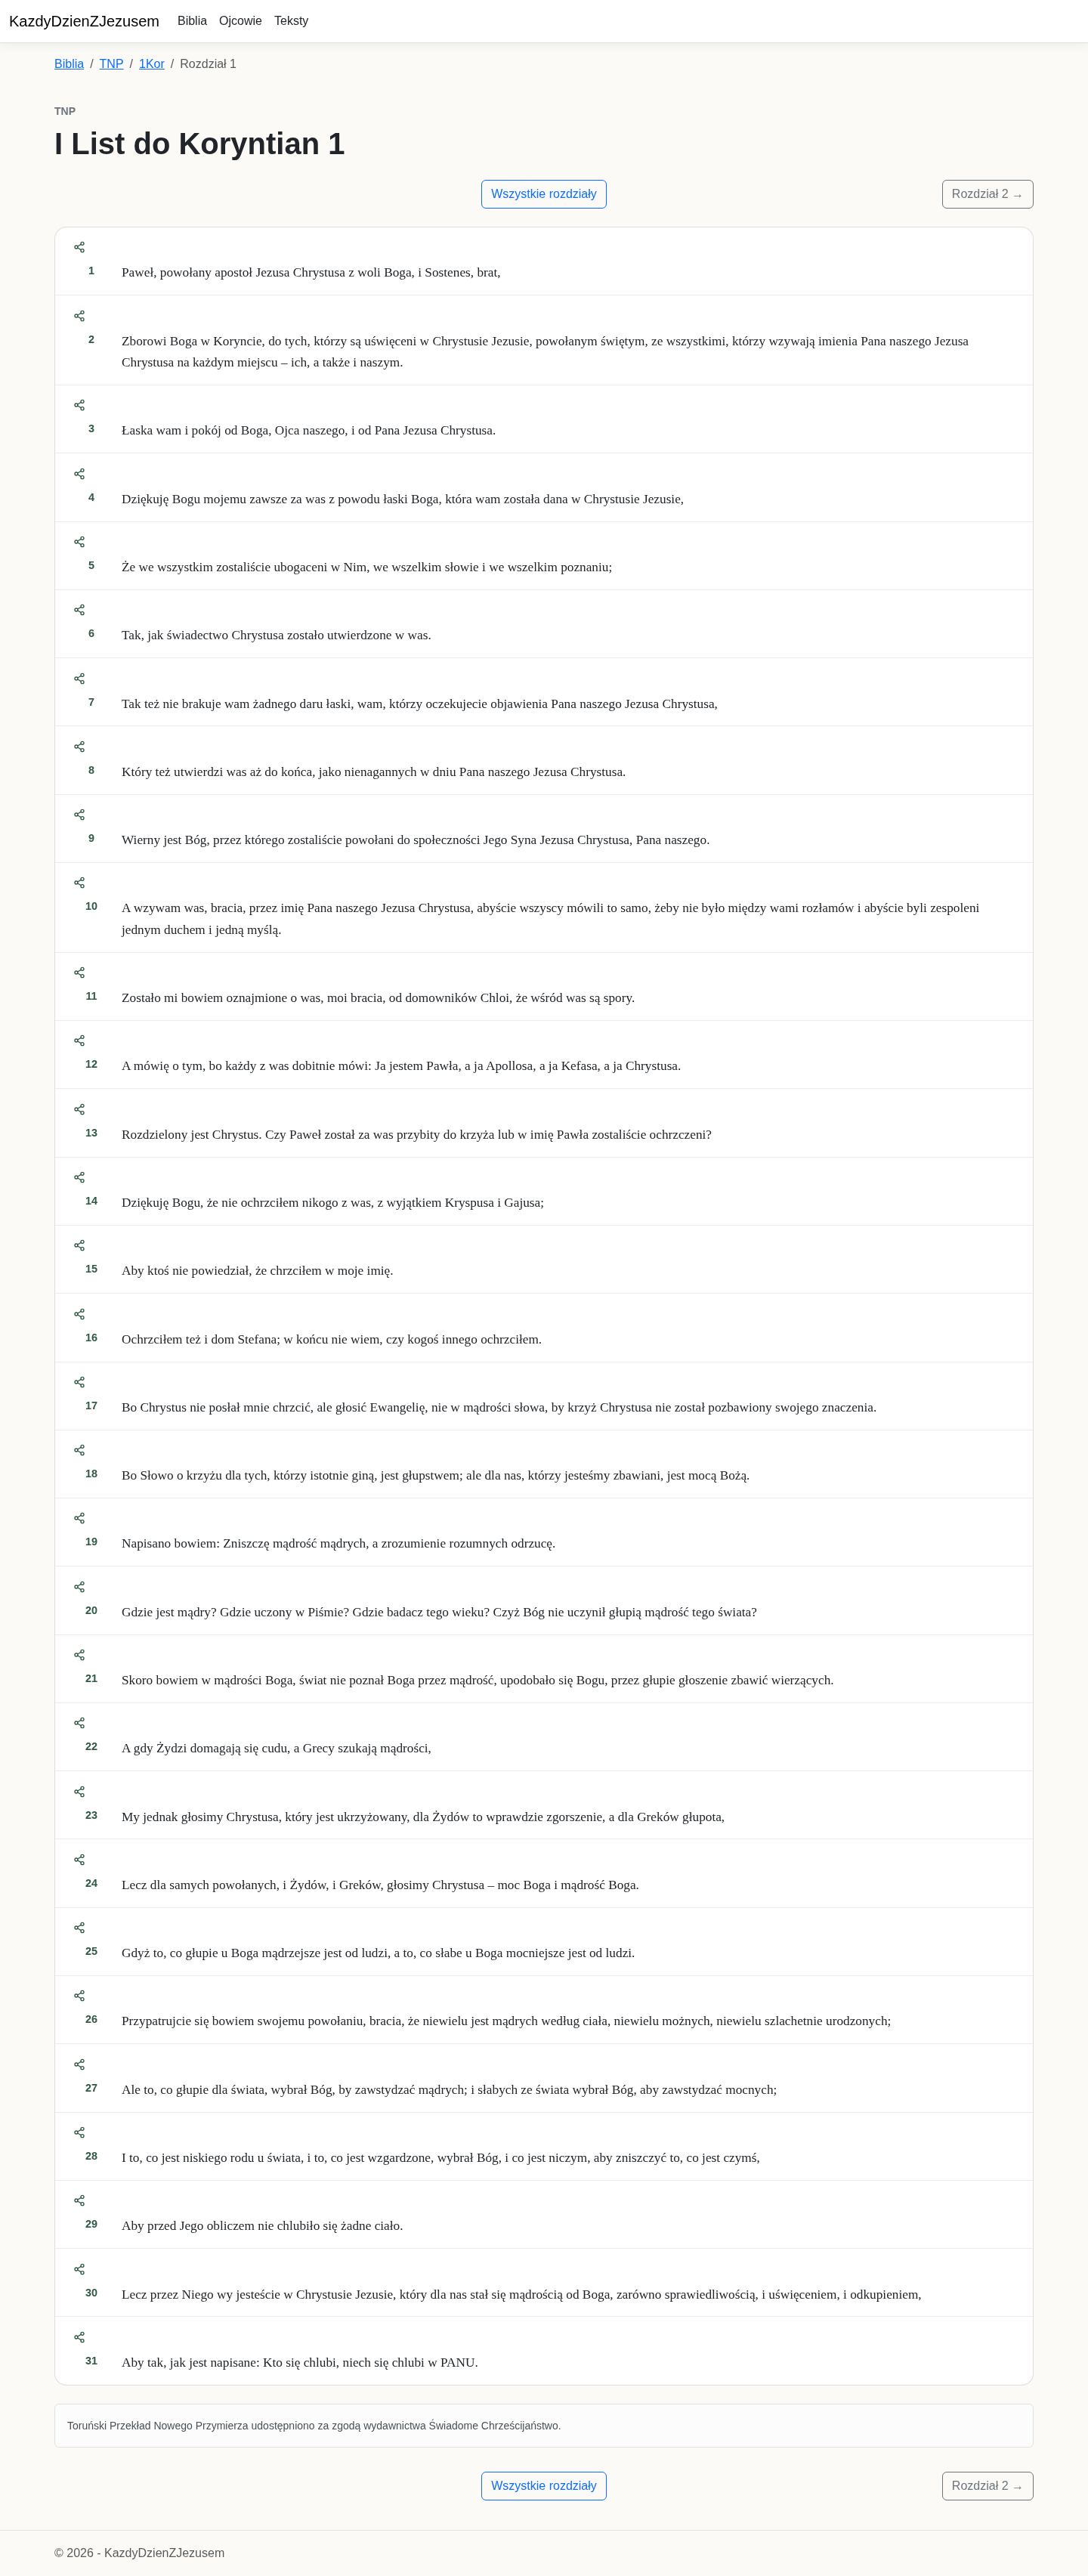 KazdyDzienZJezusem Biblia Ojcowie Teksty
Biblia / TNP / 1Kor / Rozdział 1
TNP
I List do Koryntian 1
Wszystkie rozdziały Rozdział 2 →
1 Paweł, powołany apostoł Jezusa Chrystusa z woli Boga, i Sostenes, brat,
2 Zborowi Boga w Koryncie, do tych, którzy są uświęceni w Chrystusie Jezusie, powołanym świętym, ze wszystkimi, którzy wzywają imienia Pana naszego Jezusa
Chrystusa na każdym miejscu – ich, a także i naszym.
3 Łaska wam i pokój od Boga, Ojca naszego, i od Pana Jezusa Chrystusa.
4 Dziękuję Bogu mojemu zawsze za was z powodu łaski Boga, która wam została dana w Chrystusie Jezusie,
5 Że we wszystkim zostaliście ubogaceni w Nim, we wszelkim słowie i we wszelkim poznaniu;
6 Tak, jak świadectwo Chrystusa zostało utwierdzone w was.
7 Tak też nie brakuje wam żadnego daru łaski, wam, którzy oczekujecie objawienia Pana naszego Jezusa Chrystusa,
8 Który też utwierdzi was aż do końca, jako nienagannych w dniu Pana naszego Jezusa Chrystusa.
9 Wierny jest Bóg, przez którego zostaliście powołani do społeczności Jego Syna Jezusa Chrystusa, Pana naszego.
10 A wzywam was, bracia, przez imię Pana naszego Jezusa Chrystusa, abyście wszyscy mówili to samo, żeby nie było między wami rozłamów i abyście byli zespoleni
jednym duchem i jedną myślą.
11 Zostało mi bowiem oznajmione o was, moi bracia, od domowników Chloi, że wśród was są spory.
12 A mówię o tym, bo każdy z was dobitnie mówi: Ja jestem Pawła, a ja Apollosa, a ja Kefasa, a ja Chrystusa.
13 Rozdzielony jest Chrystus. Czy Paweł został za was przybity do krzyża lub w imię Pawła zostaliście ochrzczeni?
14 Dziękuję Bogu, że nie ochrzciłem nikogo z was, z wyjątkiem Kryspusa i Gajusa;
15 Aby ktoś nie powiedział, że chrzciłem w moje imię.
16 Ochrzciłem też i dom Stefana; w końcu nie wiem, czy kogoś innego ochrzciłem.
17 Bo Chrystus nie posłał mnie chrzcić, ale głosić Ewangelię, nie w mądrości słowa, by krzyż Chrystusa nie został pozbawiony swojego znaczenia.
18 Bo Słowo o krzyżu dla tych, którzy istotnie giną, jest głupstwem; ale dla nas, którzy jesteśmy zbawiani, jest mocą Bożą.
19 Napisano bowiem: Zniszczę mądrość mądrych, a zrozumienie rozumnych odrzucę.
20 Gdzie jest mądry? Gdzie uczony w Piśmie? Gdzie badacz tego wieku? Czyż Bóg nie uczynił głupią mądrość tego świata?
21 Skoro bowiem w mądrości Boga, świat nie poznał Boga przez mądrość, upodobało się Bogu, przez głupie głoszenie zbawić wierzących.
22 A gdy Żydzi domagają się cudu, a Grecy szukają mądrości,
23 My jednak głosimy Chrystusa, który jest ukrzyżowany, dla Żydów to wprawdzie zgorszenie, a dla Greków głupota,
24 Lecz dla samych powołanych, i Żydów, i Greków, głosimy Chrystusa – moc Boga i mądrość Boga.
25 Gdyż to, co głupie u Boga mądrzejsze jest od ludzi, a to, co słabe u Boga mocniejsze jest od ludzi.
26 Przypatrujcie się bowiem swojemu powołaniu, bracia, że niewielu jest mądrych według ciała, niewielu możnych, niewielu szlachetnie urodzonych;
27 Ale to, co głupie dla świata, wybrał Bóg, by zawstydzać mądrych; i słabych ze świata wybrał Bóg, aby zawstydzać mocnych;
28 I to, co jest niskiego rodu u świata, i to, co jest wzgardzone, wybrał Bóg, i co jest niczym, aby zniszczyć to, co jest czymś,
29 Aby przed Jego obliczem nie chlubiło się żadne ciało.
30 Lecz przez Niego wy jesteście w Chrystusie Jezusie, który dla nas stał się mądrością od Boga, zarówno sprawiedliwością, i uświęceniem, i odkupieniem,
31 Aby tak, jak jest napisane: Kto się chlubi, niech się chlubi w PANU.
Toruński Przekład Nowego Przymierza udostępniono za zgodą wydawnictwa Świadome Chrześcijaństwo.
Wszystkie rozdziały Rozdział 2 →
© 2026 - KazdyDzienZJezusem